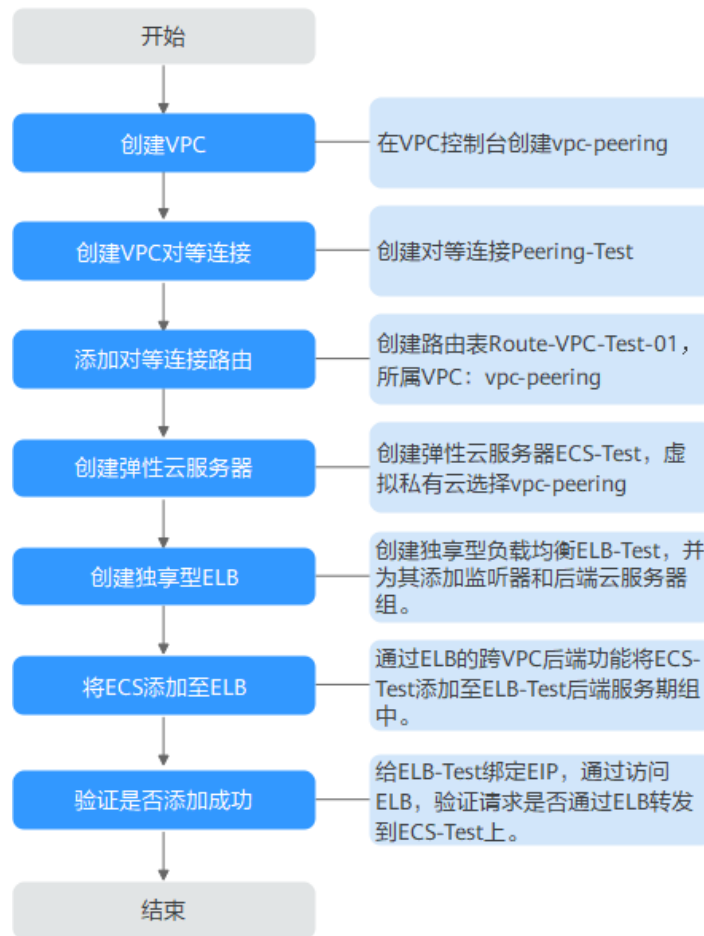 开始
创建VPC
在VPC控制台创建vpc-peering
创建VPC对等连接
创建对等连接Peering-Test
添加对等连接路由
创建路由表Route-VPC-Test-01，
所属VPC：vpc-peering
创建弹性云服务器
创建弹性云服务器ECS-Test，虚
拟私有云选择vpc-peering
创建独享型ELB
创建独享型负载均衡ELB-Test，并
为其添加监听器和后端云服务器
组。
将ECS添加至ELB
通过ELB的跨VPC后端功能将ECS-
Test添加至ELB-Test后端服务期组
中。
验证是否添加成功
给ELB-Test绑定EIP，通过访问
ELB，验证请求是否通过ELB转发
到ECS-Test上。
结束